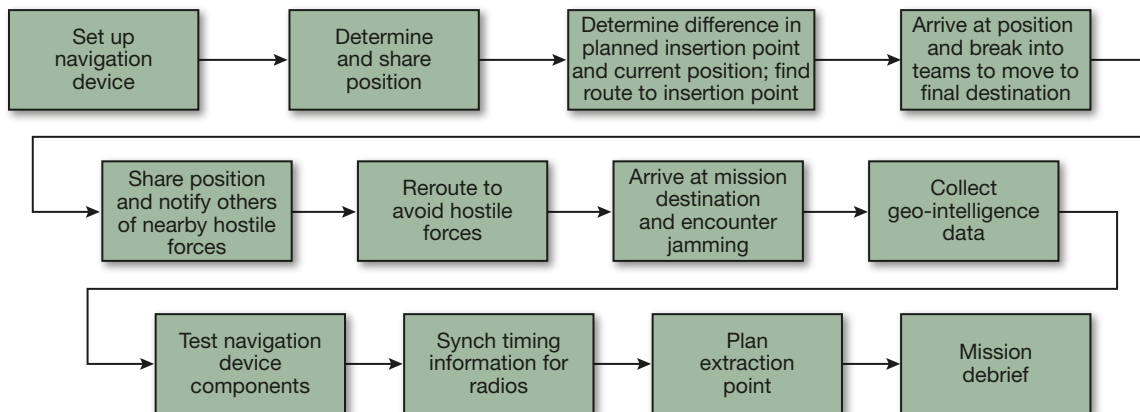 Set up
navigation
device
Determine
and share
position
Determine difference in
planned insertion point
and current position; find
route to insertion point
Arrive at position
and break into
teams to move to
final destination
Share position
and notify others
of nearby hostile
forces
Reroute to
avoid hostile
forces
Arrive at mission
destination
and encounter
jamming
Collect
geo-intelligence
data
Test navigation
device
components
Synch timing
information for
radios
Plan
extraction
point
Mission
debrief